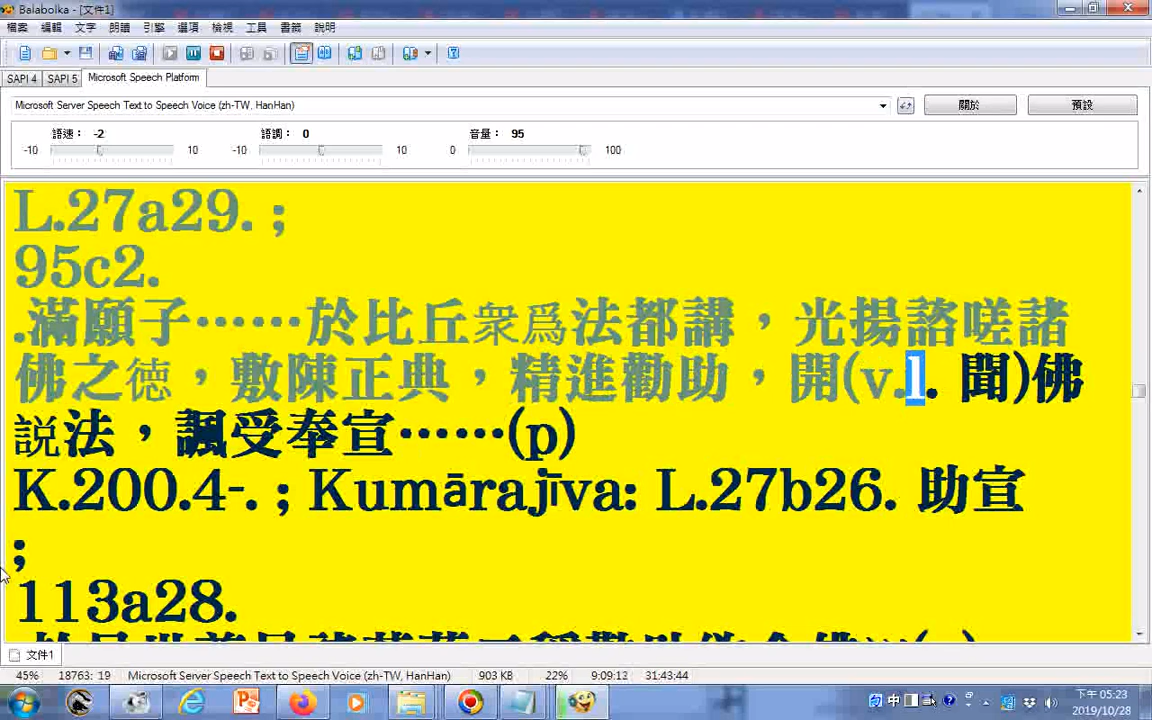 Balabolka - [文件1]
檔案 編輯 文字 朗讀 引擎 選項 檢視 工具 書籤 說明
SAPI 4 SAPI 5 Microsoft Speech Platform
Microsoft Server Speech Text to Speech Voice (zh-TW, HanHan) 關於 預設
語速： -2 語調： 0 音量： 95
-10 10 -10 10 0 100
L.27a29. ;
95c2.
.滿願子……於比丘衆爲法都講，光揚諮嗟諸
佛之德，敷陳正典，精進勸助，開(v.l. 聞)佛
説法，諷受奉宣……(p)
K.200.4-. ; Kumārajīva: L.27b26. 助宣
;
113a28.
文件1
45% 18763: 19 Microsoft Server Speech Text to Speech Voice (zh-TW, HanHan) 903 KB 22% 9:09:12 31:43:44
中 下午 05:23
2019/10/28